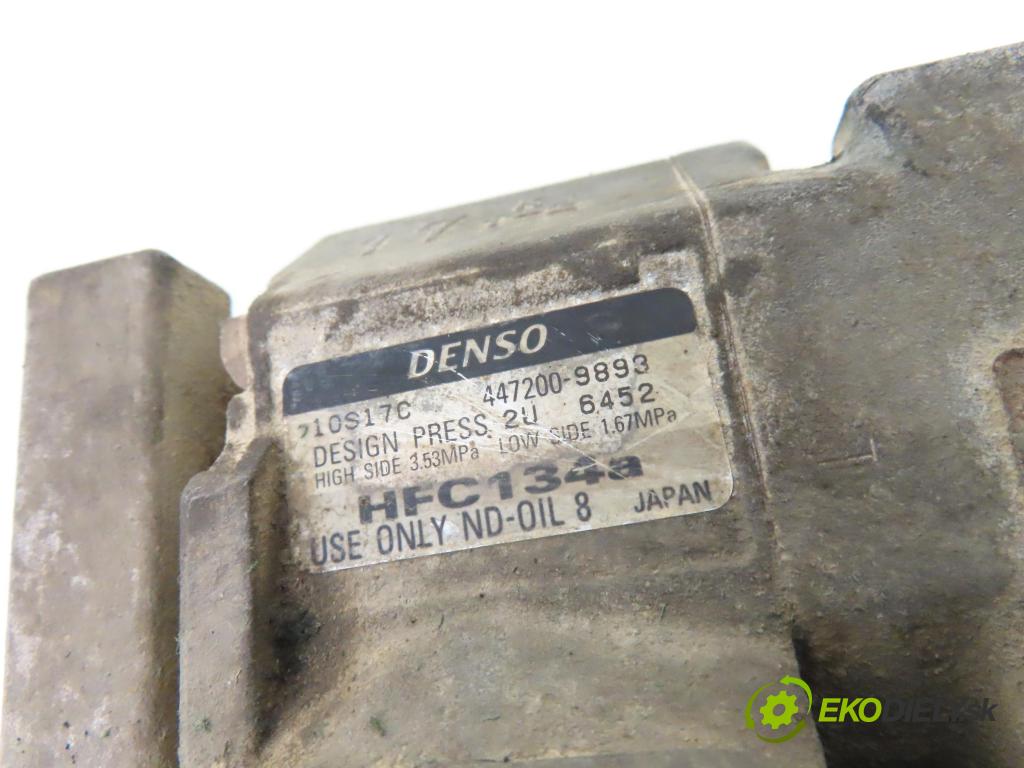 DENSO
10S17C 447200-9893
DESIGN PRESS. 2U 6452
HIGH SIDE 3.53MPa LOW SIDE 1.67MPa
HFC134a
USE ONLY ND-OIL 8 JAPAN
EKODIELY.sk